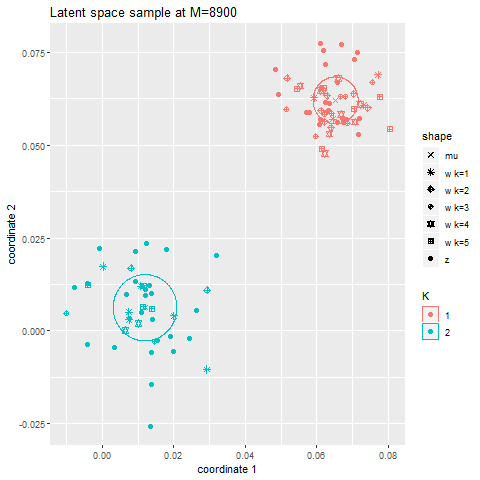 Latent space sample at M=8900
0.075
0.050
0.025
0.000
-0.025
coordinate 2
0.00
0.02
0.04
0.06
0.08
coordinate 1
shape
mu
w k=1
w k=2
w k=3
w k=4
w k=5
z
K
1
2